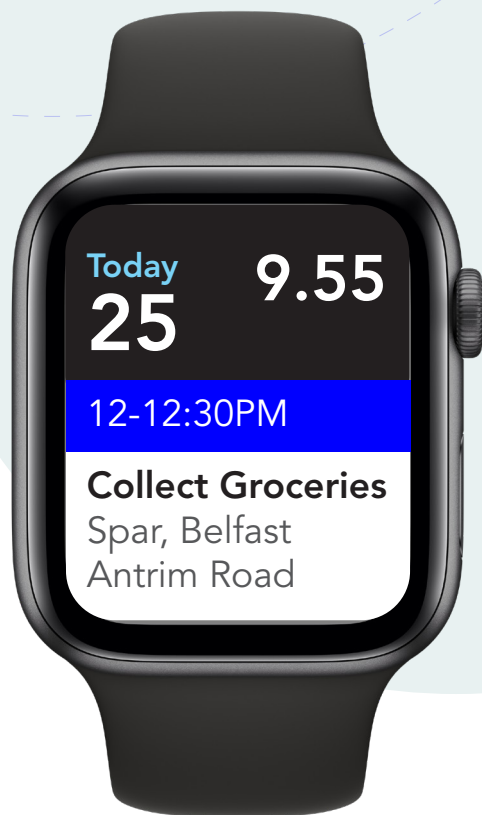 Today
9.55
25
12-12:30PM
Collect Groceries
Spar, Belfast
Antrim Road